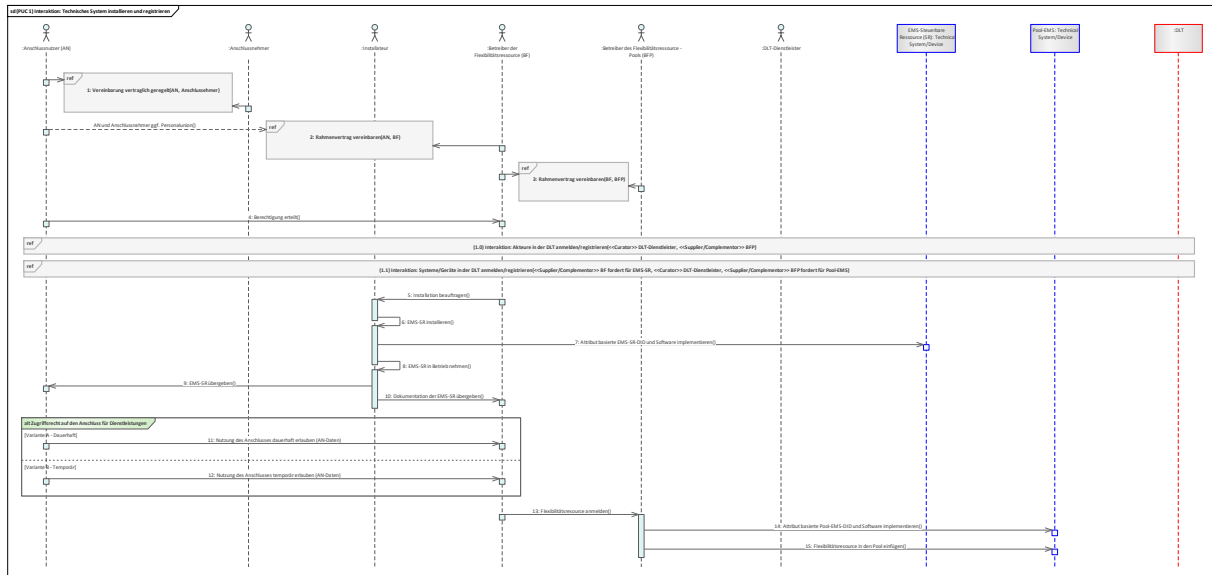 sd [PUC 1] Interaktion: Technisches System installieren und registrieren
:Anschlussnutzer (AN)
:Anschlussnehmer
:Installateur
:Betreiber der
Flexibilitätsressource (BF)
:Betreiber des Flexibilitätsressource -
Pools (BFP)
:DLT-Dienstleister
EMS-Steuerbare
Ressource (SR): Technical
System/Device
Pool-EMS: Technical
System/Device
:DLT
ref
1: Vereinbarung vertraglich geregelt(AN, Anschlussnehmer)
AN und Anschlussnehmer ggf. Personalunion()
ref
2: Rahmenvertrag vereinbaren(AN, BF)
ref
3: Rahmenvertrag vereinbaren(BF, BFP)
4: Berechtigung erteilt()
ref
[1.0] Interaktion: Akteure in der DLT anmelden/registrieren(<<Curator>> DLT-Dienstleister, <<Supplier/Complementor>> BFP)
ref
[1.1] Interaktion: Systeme/Geräte in der DLT anmelden/registrieren(<<Supplier/Complementor>> BF fordert für EMS-SR, <<Curator>> DLT-Dienstleister, <<Supplier/Complementor>> BFP fordert für Pool-EMS)
5: Installation beauftragen()
6: EMS-SR installieren()
7: Attribut basierte EMS-SR-DID und Software implementieren()
8: EMS-SR in Betrieb nehmen()
9: EMS-SR übergeben()
10: Dokumentation der EMS-SR übergeben()
alt Zugriffsrecht auf den Anschluss für Dienstleistungen
[Variante A - Dauerhaft]
11: Nutzung des Anschlusses dauerhaft erlauben (AN-Daten)
[Variante B - Temporär]
12: Nutzung des Anschlusses temporär erlauben (AN-Daten)
13: Flexibilitätsressource anmelden()
14: Attribut basierte Pool-EMS-DID und Software implementieren()
15: Flexibilitätsressource in den Pool einfügen()